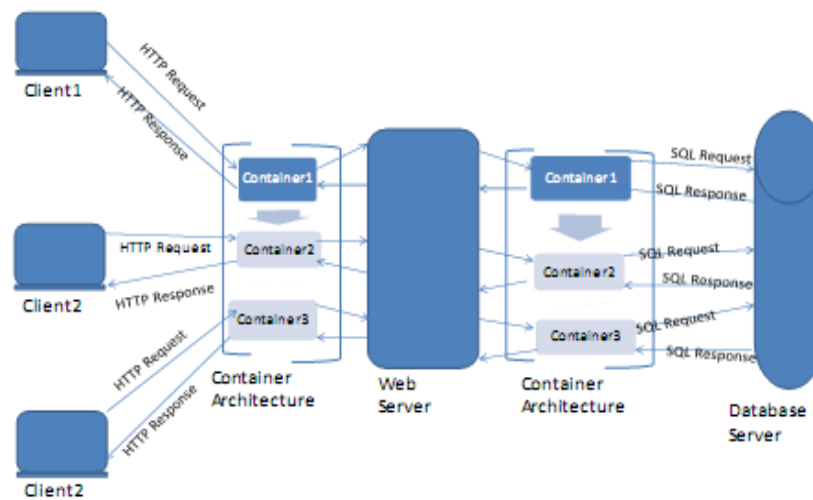 HTTP Request
HTTP Response
Client1
Container1
Container1
SQL Request
SQL Response
HTTP Request
Container2
Container2
SQL Request
SQL Response
HTTP Response
Client2
Container3
Container3
SQL Request
SQL Response
HTTP Request
HTTP Response
Container
Architecture
Web
Server
Container
Architecture
Database
Server
Client2